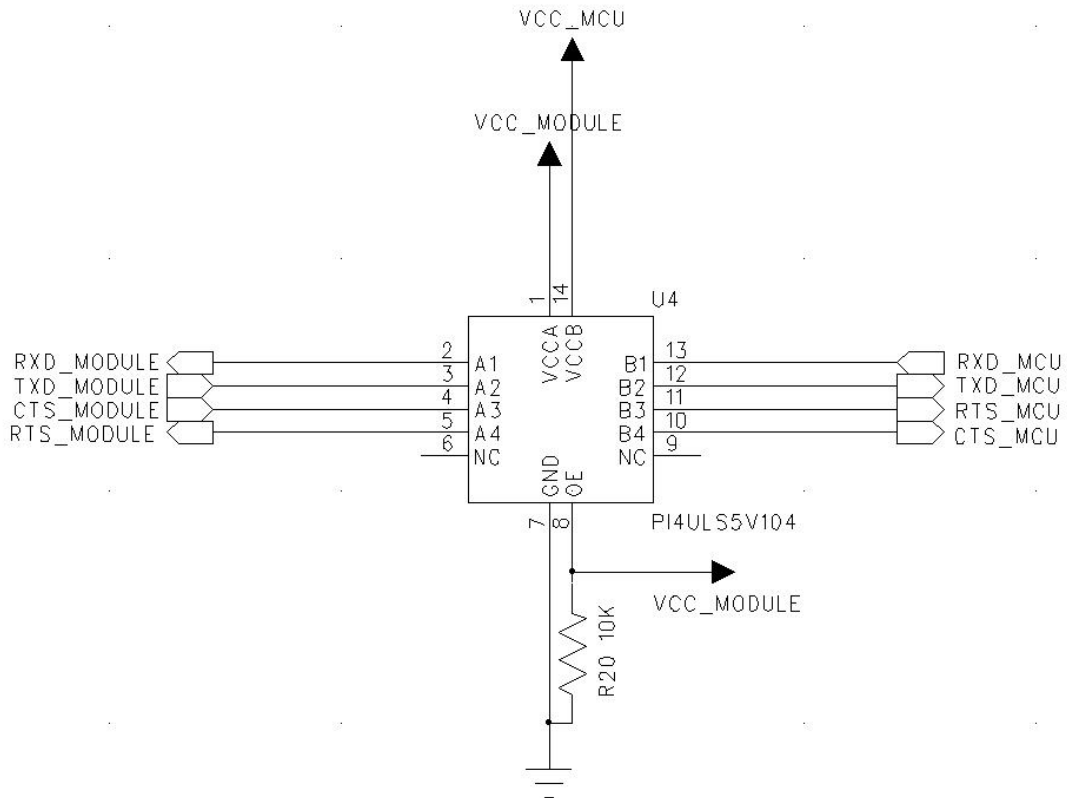 VCC_MCU
VCC_MODULE
1
14
U4
VCCA
VCCB
RXD_MODULE
2
A1
B1
13
RXD_MCU
TXD_MODULE
3
A2
B2
12
TXD_MCU
CTS_MODULE
4
A3
B3
11
RTS_MCU
RTS_MODULE
5
A4
B4
10
CTS_MCU
6
NC
NC
9
GND
OE
7
8
PI4ULS5V104
VCC_MODULE
R20 10K